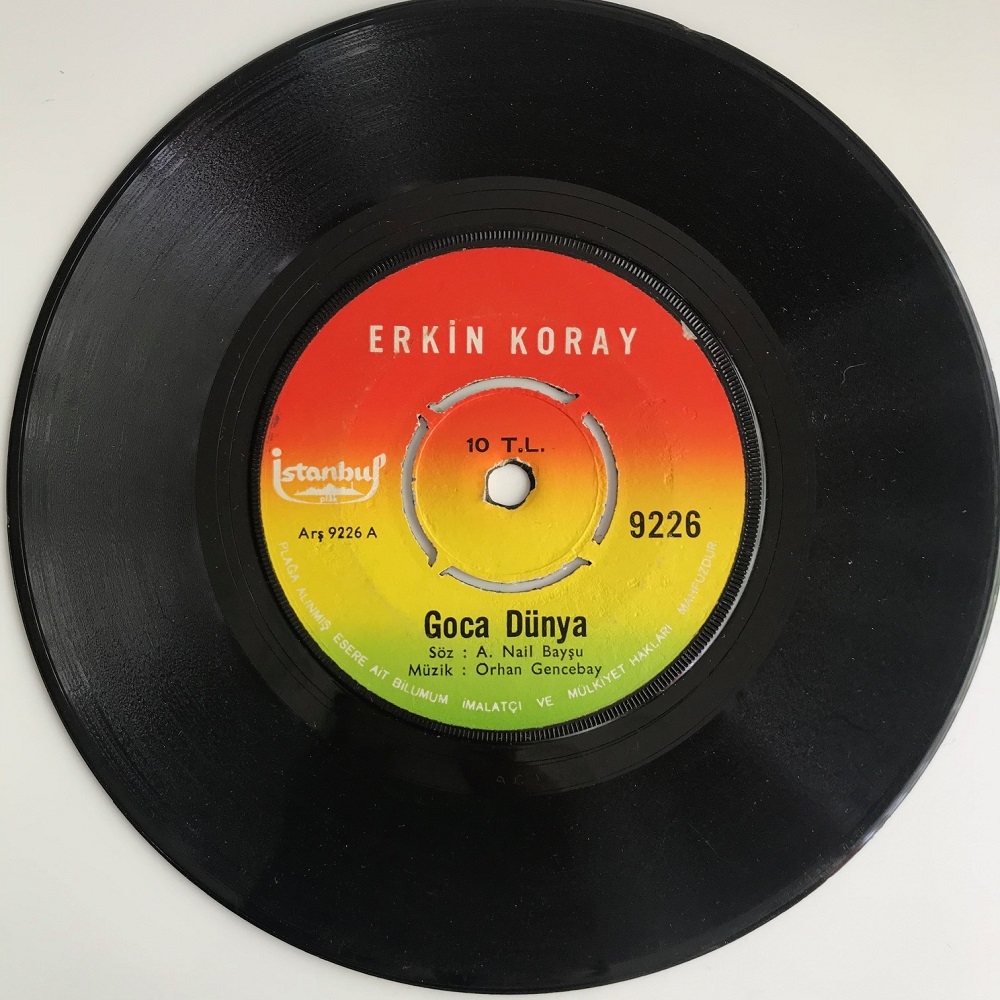 ERKİN KORAY
10 T.L.
istanbul
plak
Arş 9226 A
9226
Goca Dünya
Söz : A. Nail Bayşu
Müzik : Orhan Gencebay
PLAĞA ALINMIŞ ESERE AİT BİLUMUM İMALATÇI VE MÜLKİYET HAKLARI MAHFUZDUR